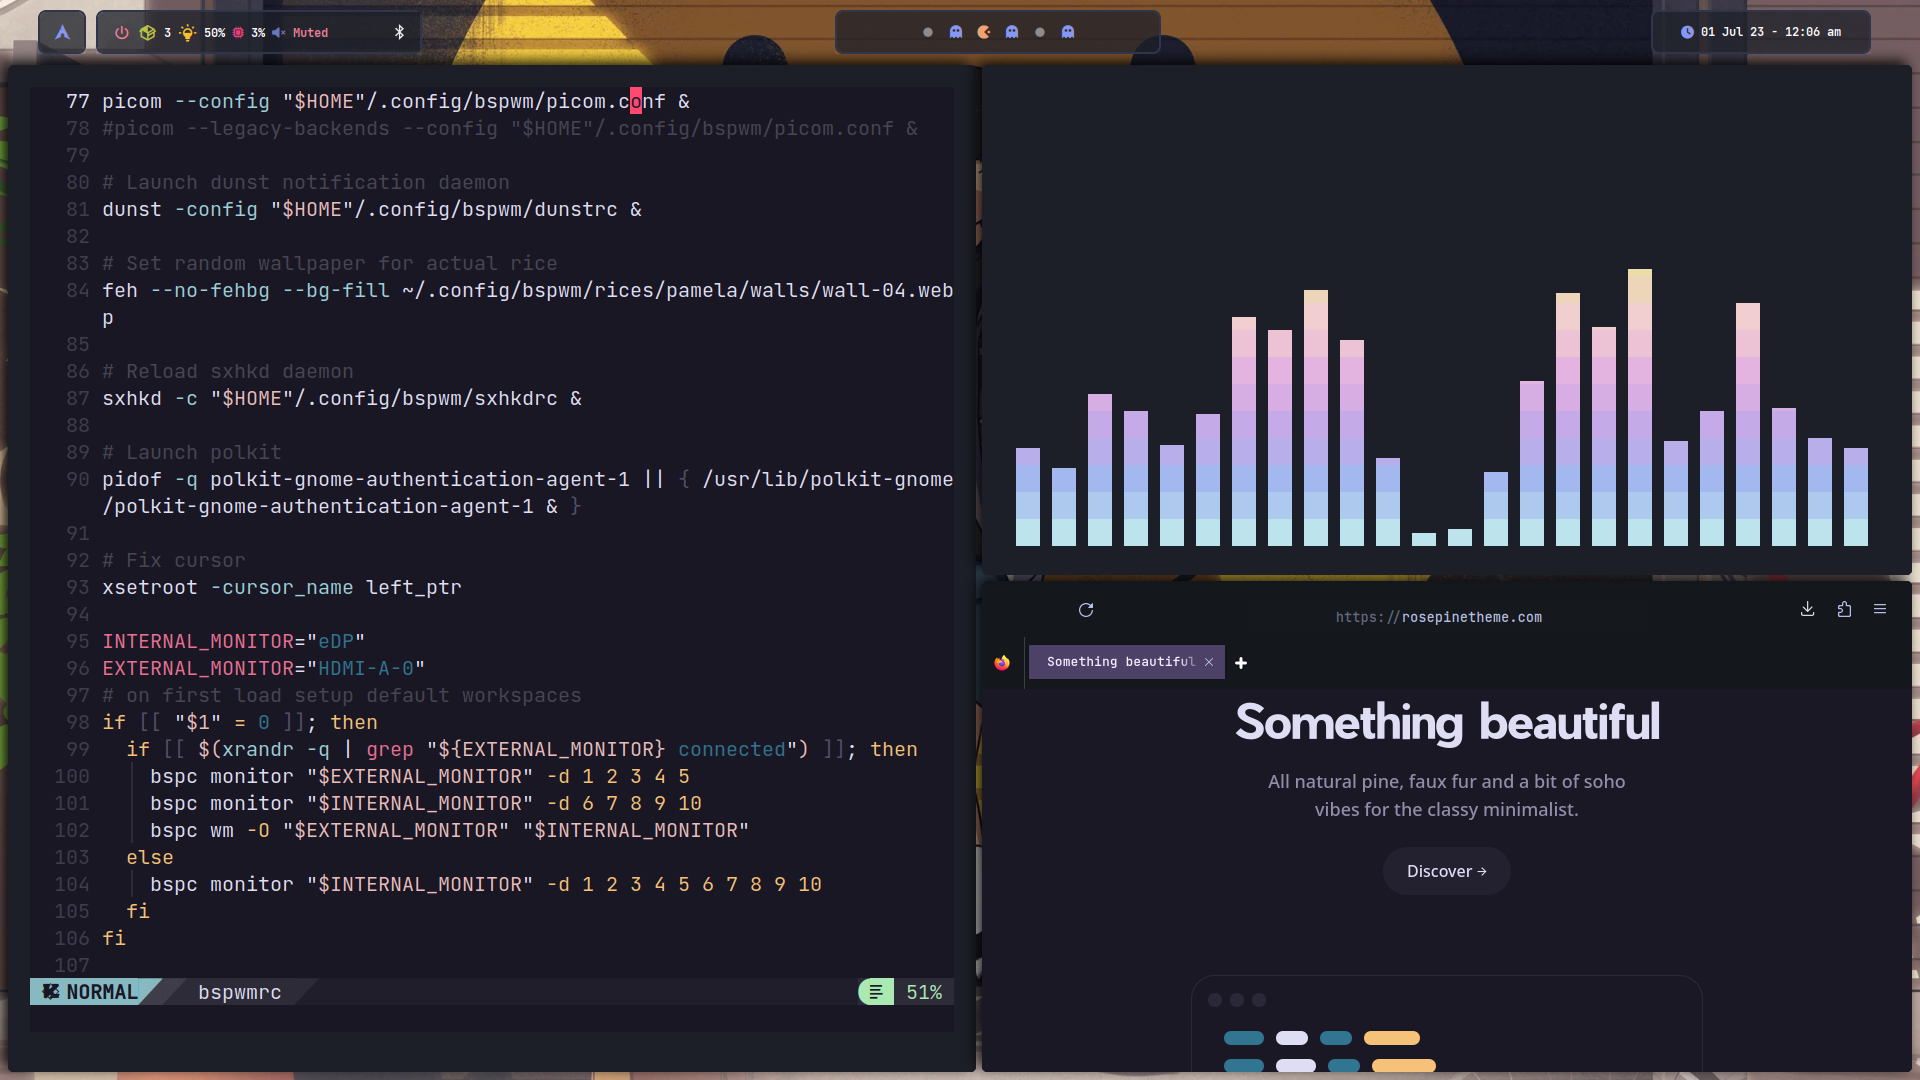 3 50% 3% Muted
01 Jul 23 - 12:06 am
77 picom --config "$HOME"/.config/bspwm/picom.conf &
78 #picom --legacy-backends --config "$HOME"/.config/bspwm/picom.conf &
79
80 # Launch dunst notification daemon
81 dunst -config "$HOME"/.config/bspwm/dunstrc &
82
83 # Set random wallpaper for actual rice
84 feh --no-fehbg --bg-fill ~/.config/bspwm/rices/pamela/walls/wall-04.web
p
85
86 # Reload sxhkd daemon
87 sxhkd -c "$HOME"/.config/bspwm/sxhkdrc &
88
89 # Launch polkit
90 pidof -q polkit-gnome-authentication-agent-1 || { /usr/lib/polkit-gnome
/polkit-gnome-authentication-agent-1 & }
91
92 # Fix cursor
93 xsetroot -cursor_name left_ptr
94
95 INTERNAL_MONITOR="eDP"
96 EXTERNAL_MONITOR="HDMI-A-0"
97 # on first load setup default workspaces
98 if [[ "$1" = 0 ]]; then
99 if [[ $(xrandr -q | grep "${EXTERNAL_MONITOR} connected") ]]; then
100 bspc monitor "$EXTERNAL_MONITOR" -d 1 2 3 4 5
101 bspc monitor "$INTERNAL_MONITOR" -d 6 7 8 9 10
102 bspc wm -O "$EXTERNAL_MONITOR" "$INTERNAL_MONITOR"
103 else
104 bspc monitor "$INTERNAL_MONITOR" -d 1 2 3 4 5 6 7 8 9 10
105 fi
106 fi
107
NORMAL bspwmrc 51%
https://rosepinetheme.com
Something beautiful
Something beautiful
All natural pine, faux fur and a bit of soho
vibes for the classy minimalist.
Discover →